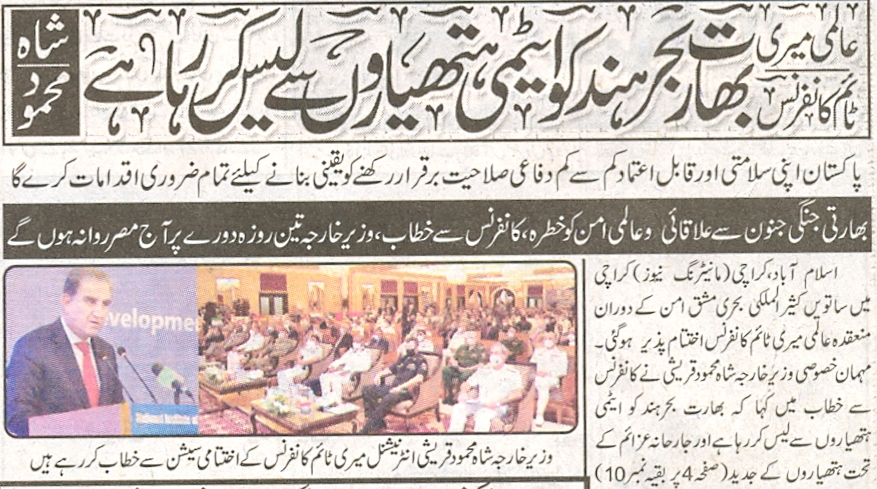 عالمی میری
ٹائم کانفرنس
بھارت بحر ہند کو ایٹمی ہتھیاروں سے لیس کر رہا ہے
شاہ
محمود
پاکستان اپنی سلامتی اور قابل اعتماد کم سے کم دفاعی صلاحیت برقرار رکھنے کو یقینی بنانے کیلئے تمام ضروری اقدامات کرے گا
بھارتی جنگی جنون سے علاقائی و عالمی امن کو خطرہ، کانفرنس سے خطاب، وزیر خارجہ تین روزہ دورے پر آج مصر روانہ ہوں گے
اسلام آباد، کراچی (مانیٹرنگ نیوز) کراچی
میں ساتویں کثیر الملکی بحری مشق امن کے دوران
منعقدہ عالمی میری ٹائم کانفرنس اختتام پذیر ہوگئی۔
مہمان خصوصی وزیر خارجہ شاہ محمود قریشی نے کانفرنس
سے خطاب میں کہا کہ بھارت بحر ہند کو ایٹمی
ہتھیاروں سے لیس کر رہا ہے اور جارحانہ عزائم کے
تحت ہتھیاروں کے جدید (صفحہ 4 پر بقیہ نمبر 10)
velopme
وزیر خارجہ شاہ محمود قریشی انٹرنیشنل میری ٹائم کانفرنس کے اختتامی سیشن سے خطاب کر رہے ہیں